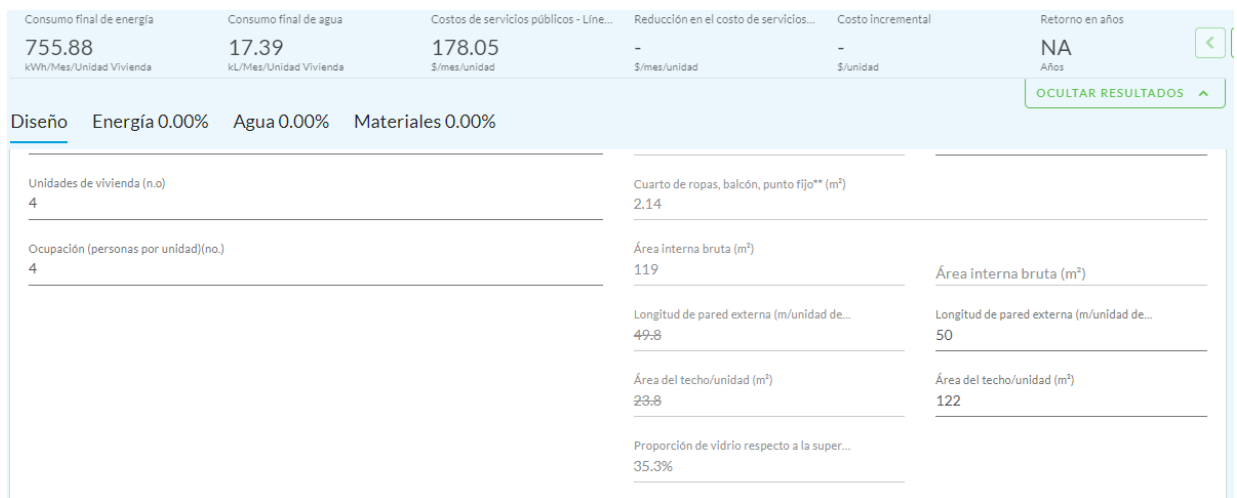 Consumo final de energía
Consumo final de agua
Costos de servicios públicos - Líne...
Reducción en el costo de servicios...
Costo incremental
Retorno en años
755.88
17.39
178.05
-
-
NA
kWh/Mes/Unidad Vivienda
kL/Mes/Unidad Vivienda
$/mes/unidad
$/mes/unidad
$/unidad
Años
OCULTAR RESULTADOS
Diseño
Energía 0.00%
Agua 0.00%
Materiales 0.00%
Unidades de vivienda (n.o)
4
Cuarto de ropas, balcón, punto fijo** (m²)
2.14
Ocupación (personas por unidad)(no.)
4
Área interna bruta (m²)
119
Área interna bruta (m²)
Longitud de pared externa (m/unidad de...
49.8
Longitud de pared externa (m/unidad de...
50
Área del techo/unidad (m²)
23.8
Área del techo/unidad (m²)
122
Proporción de vidrio respecto a la super...
35.3%